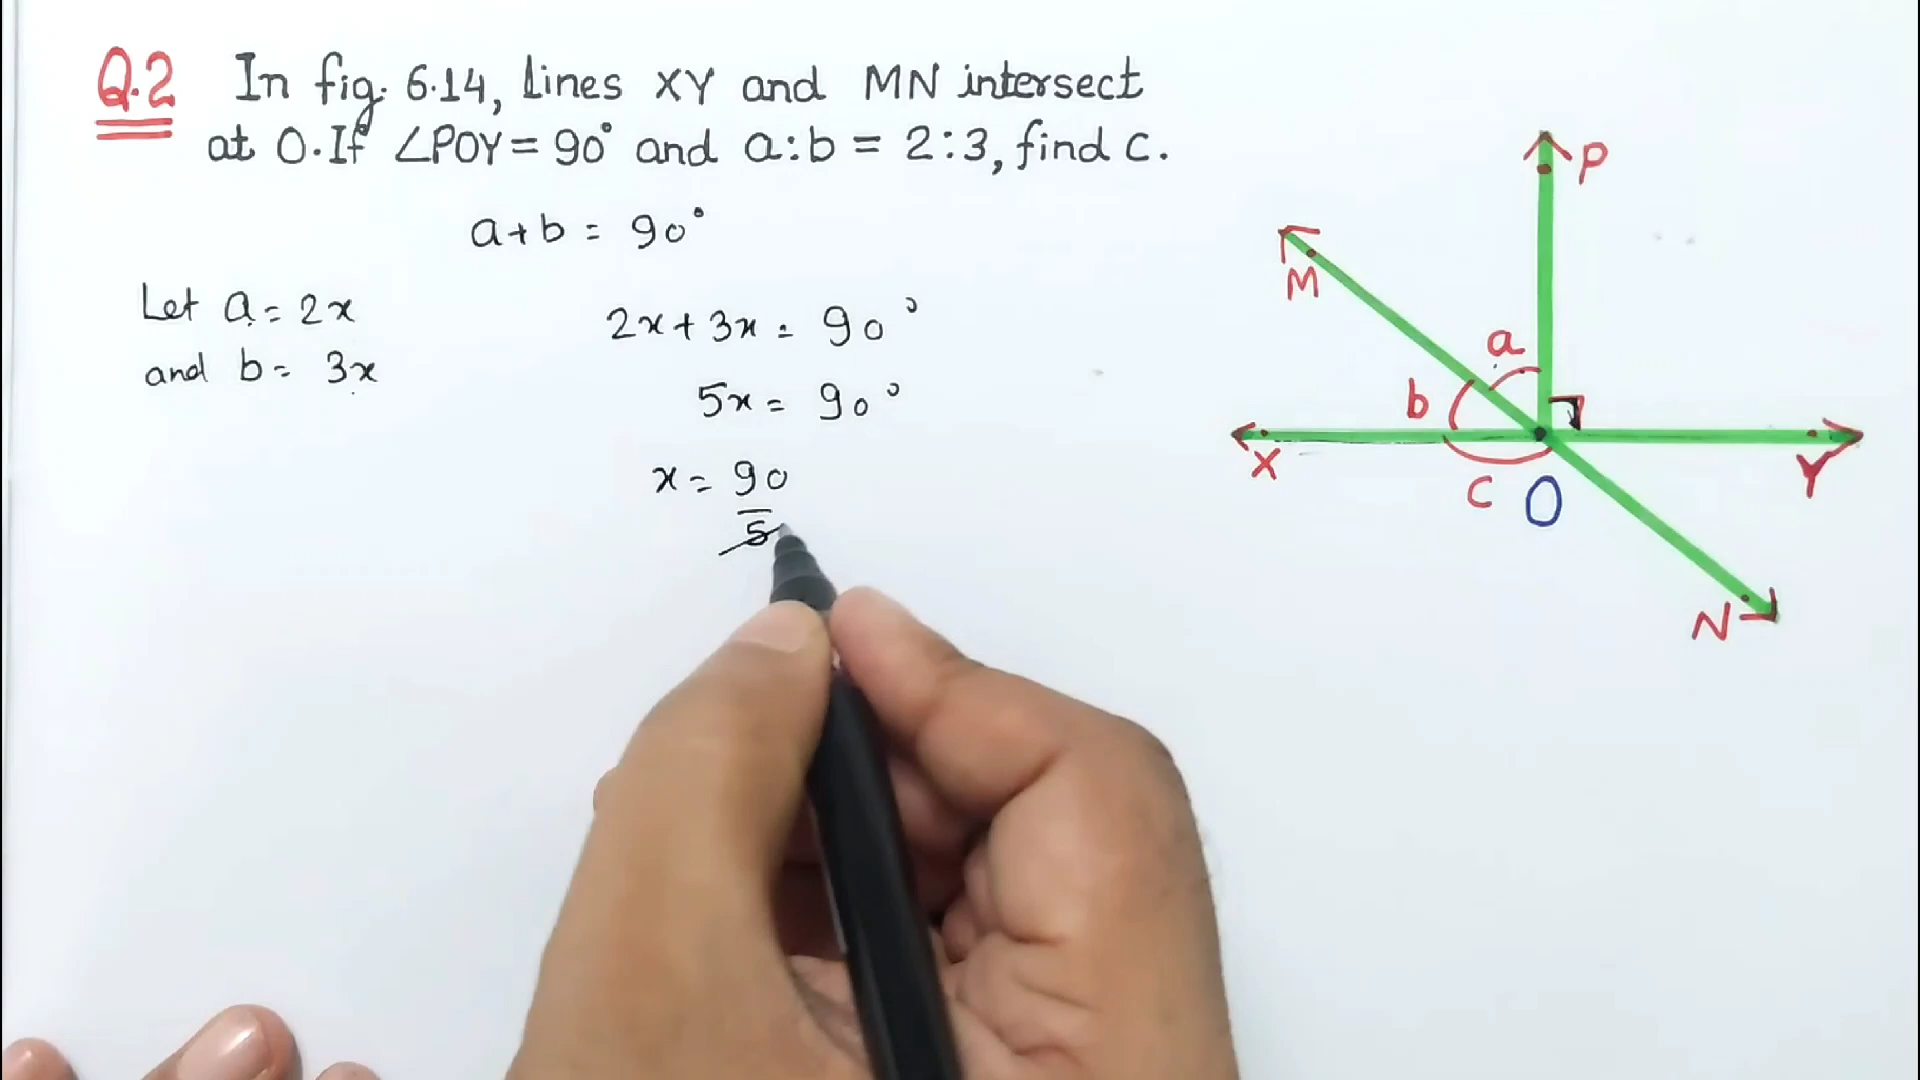 Q.2 In fig. 6.14, Lines XY and MN intersect
at O. If ∠POY = 90° and a:b = 2:3, find c.
a+b = 90°
Let a = 2x
and b = 3x
2x + 3x = 90°
5x = 90°
x = 90
5
P
M
a
b
X
Y
C
O
N